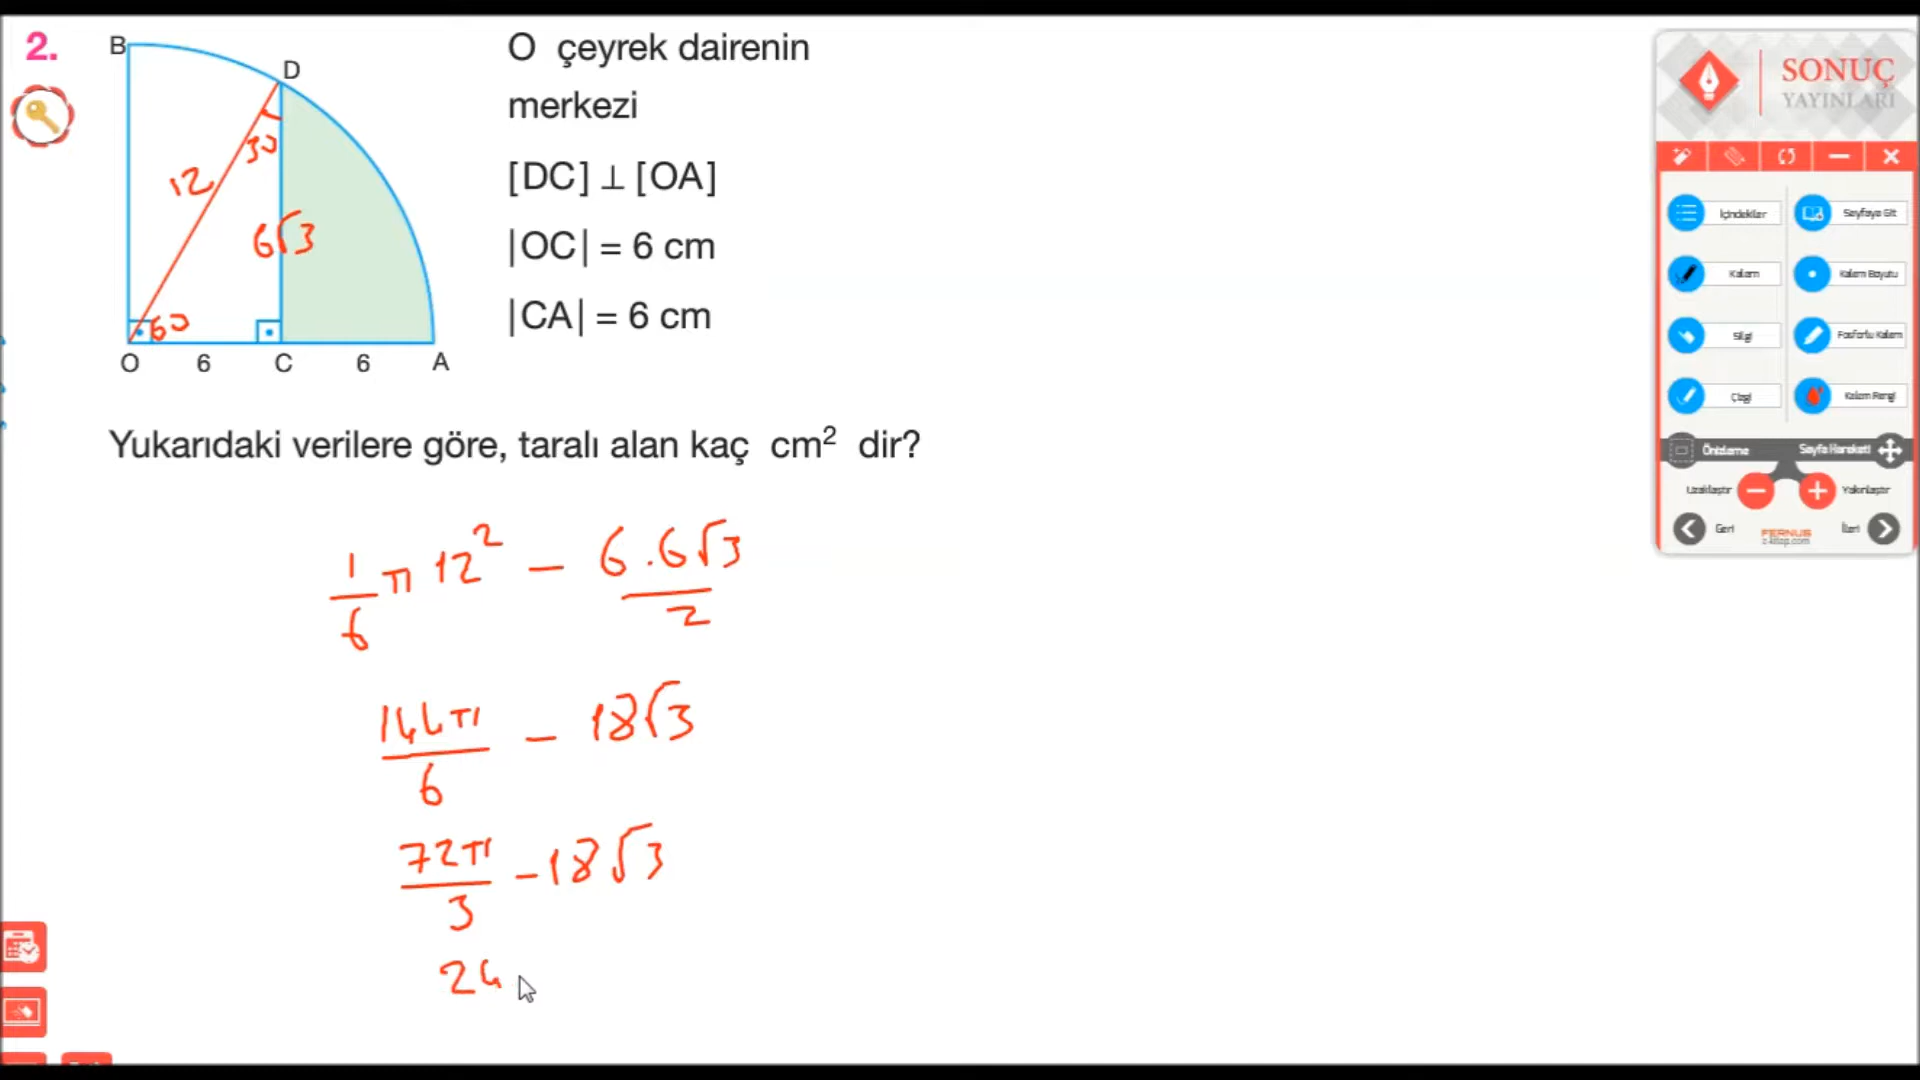 2.
B
D
O çeyrek dairenin
merkezi
[DC] ⊥ [OA]
|OC| = 6 cm
|CA| = 6 cm
30
12
6√3
60
O 6 C 6 A
Yukarıdaki verilere göre, taralı alan kaç cm² dir?
1/6 π 12² - 6.6√3/2
144π/6 - 18√3
72π/3 - 18√3
24
SONUÇ
YAYINLARI
İçindekiler
Sayfaya Git
Kalem
Kalem Boyutu
Silgi
Fosforlu Kalem
Çizgi
Kalem Rengi
Önizleme
Sayfa Hareketi
Uzaklaştır
Yakınlaştır
Geri
FERNUS
z-kitap.com
İleri